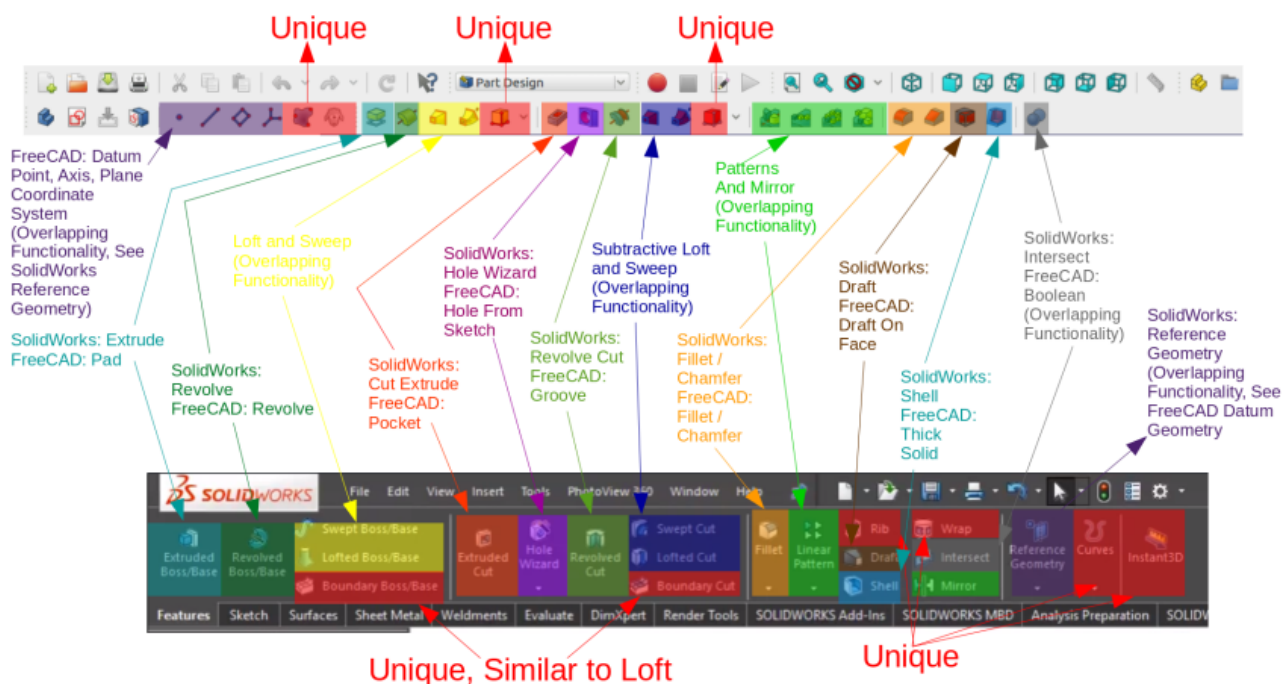 Unique
Unique
Unique
Part Design
FreeCAD: Datum
Point, Axis, Plane
Coordinate
System
(Overlapping
Functionality, See
SolidWorks
Reference
Geometry)
SolidWorks: Extrude
FreeCAD: Pad
SolidWorks:
Revolve
FreeCAD: Revolve
Loft and Sweep
(Overlapping
Functionality)
SolidWorks:
Cut Extrude
FreeCAD:
Pocket
SolidWorks:
Hole Wizard
FreeCAD:
Hole From
Sketch
SolidWorks:
Revolve Cut
FreeCAD:
Groove
Subtractive Loft
and Sweep
(Overlapping
Functionality)
SolidWorks:
Fillet /
Chamfer
FreeCAD:
Fillet /
Chamfer
Patterns
And Mirror
(Overlapping
Functionality)
SolidWorks:
Draft
FreeCAD:
Draft On
Face
SolidWorks:
Shell
FreeCAD:
Thick
Solid
SolidWorks:
Intersect
FreeCAD:
Boolean
(Overlapping
Functionality)
SolidWorks:
Reference
Geometry
(Overlapping
Functionality, See
FreeCAD Datum
Geometry
SOLIDWORKS
File Edit View Insert Tools PhotoView 360 Window Help
Extruded
Boss/Base
Revolved
Boss/Base
Swept Boss/Base
Lofted Boss/Base
Boundary Boss/Base
Extruded
Cut
Hole
Wizard
Revolved
Cut
Swept Cut
Lofted Cut
Boundary Cut
Fillet
Linear
Pattern
Rib
Draft
Shell
Wrap
Intersect
Mirror
Reference
Geometry
Curves
Instant3D
Features Sketch Surfaces Sheet Metal Weldments Evaluate DimXpert Render Tools SOLIDWORKS Add-Ins SOLIDWORKS MBD Analysis Preparation SOLIDW
Unique, Similar to Loft
Unique